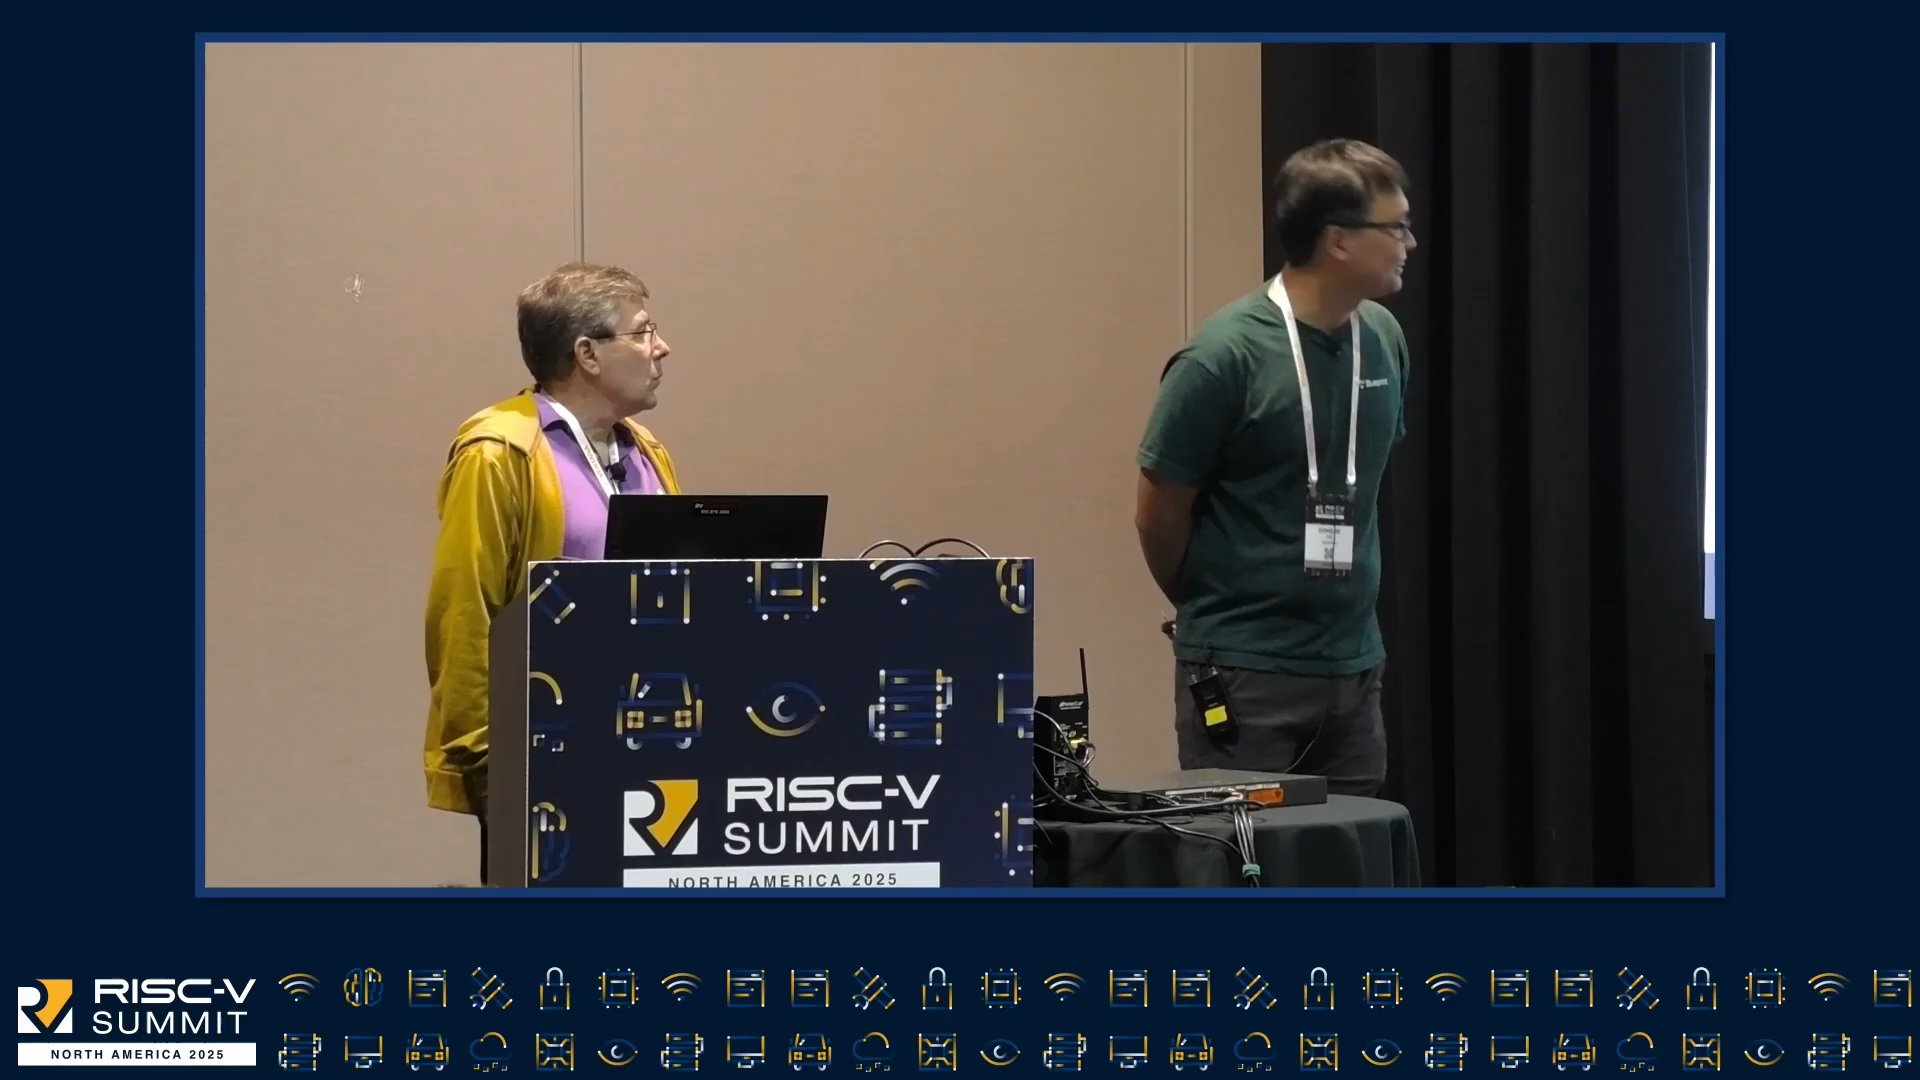 RISC-V
SUMMIT
NORTH AMERICA 2025
RISC-V
SUMMIT
NORTH AMERICA 2025